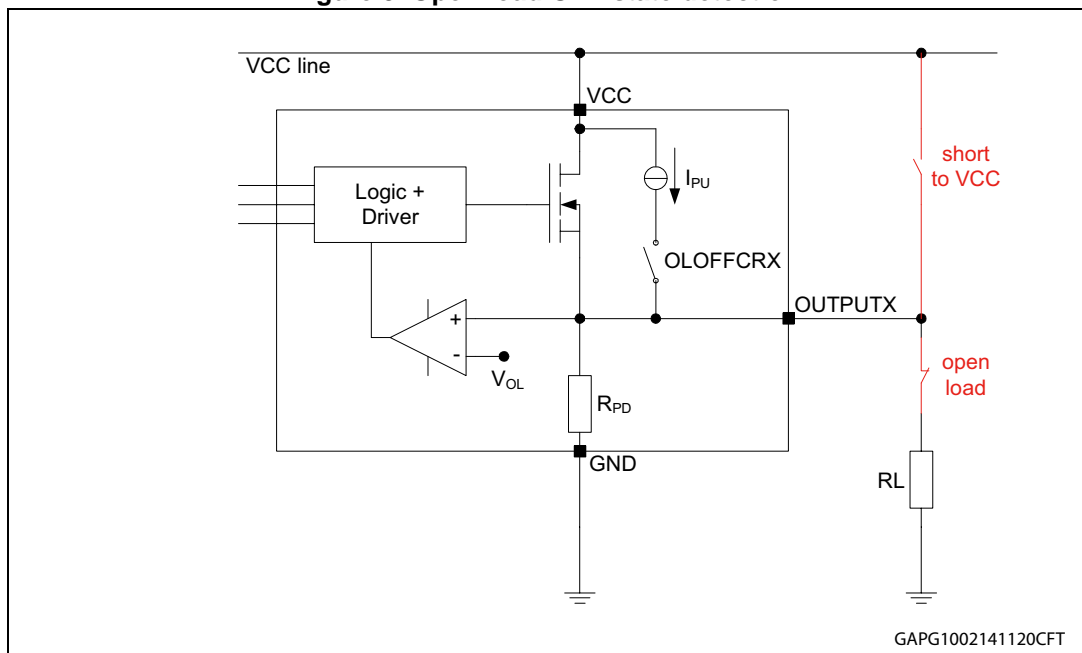 VCC line
VCC
short
to VCC
Logic +
Driver
IPU
OLOFFCRX
OUTPUTX
+
-
VOL
open
load
RPD
GND
RL
GAPG1002141120CFT